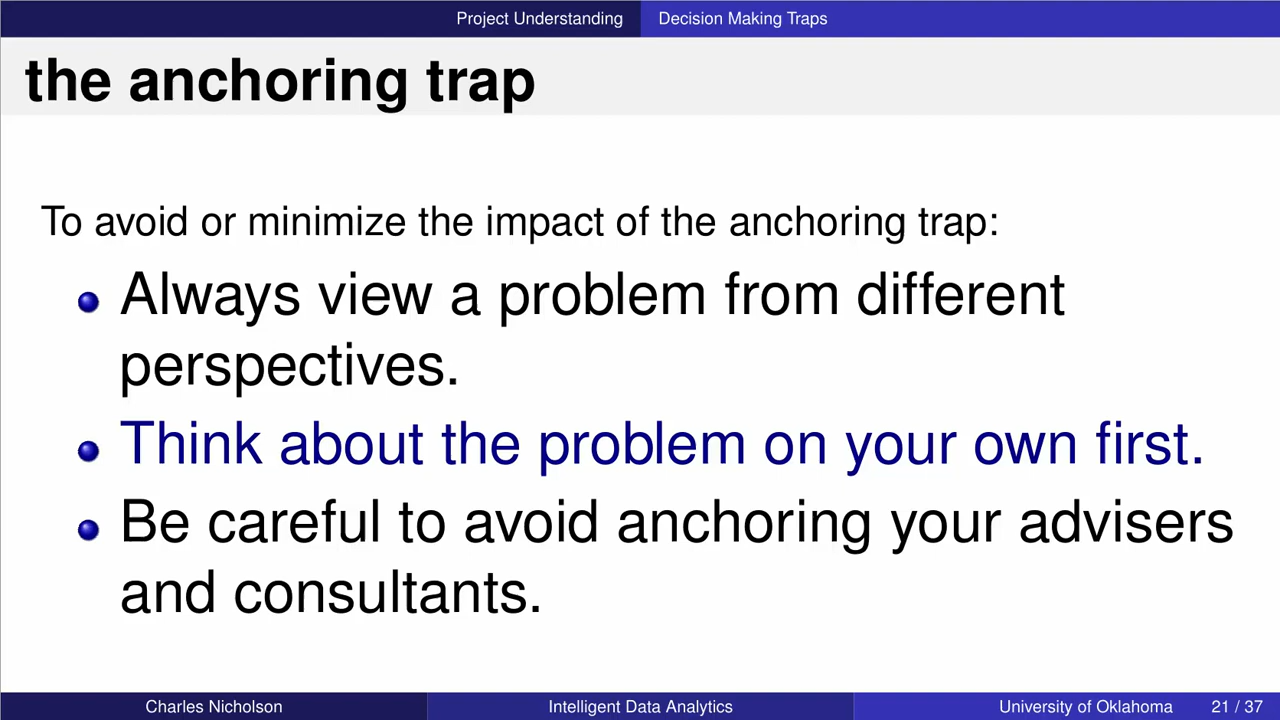 Project Understanding Decision Making Traps
the anchoring trap
To avoid or minimize the impact of the anchoring trap:
Always view a problem from different
perspectives.
Think about the problem on your own first.
Be careful to avoid anchoring your advisers
and consultants.
Charles Nicholson Intelligent Data Analytics University of Oklahoma 21 / 37